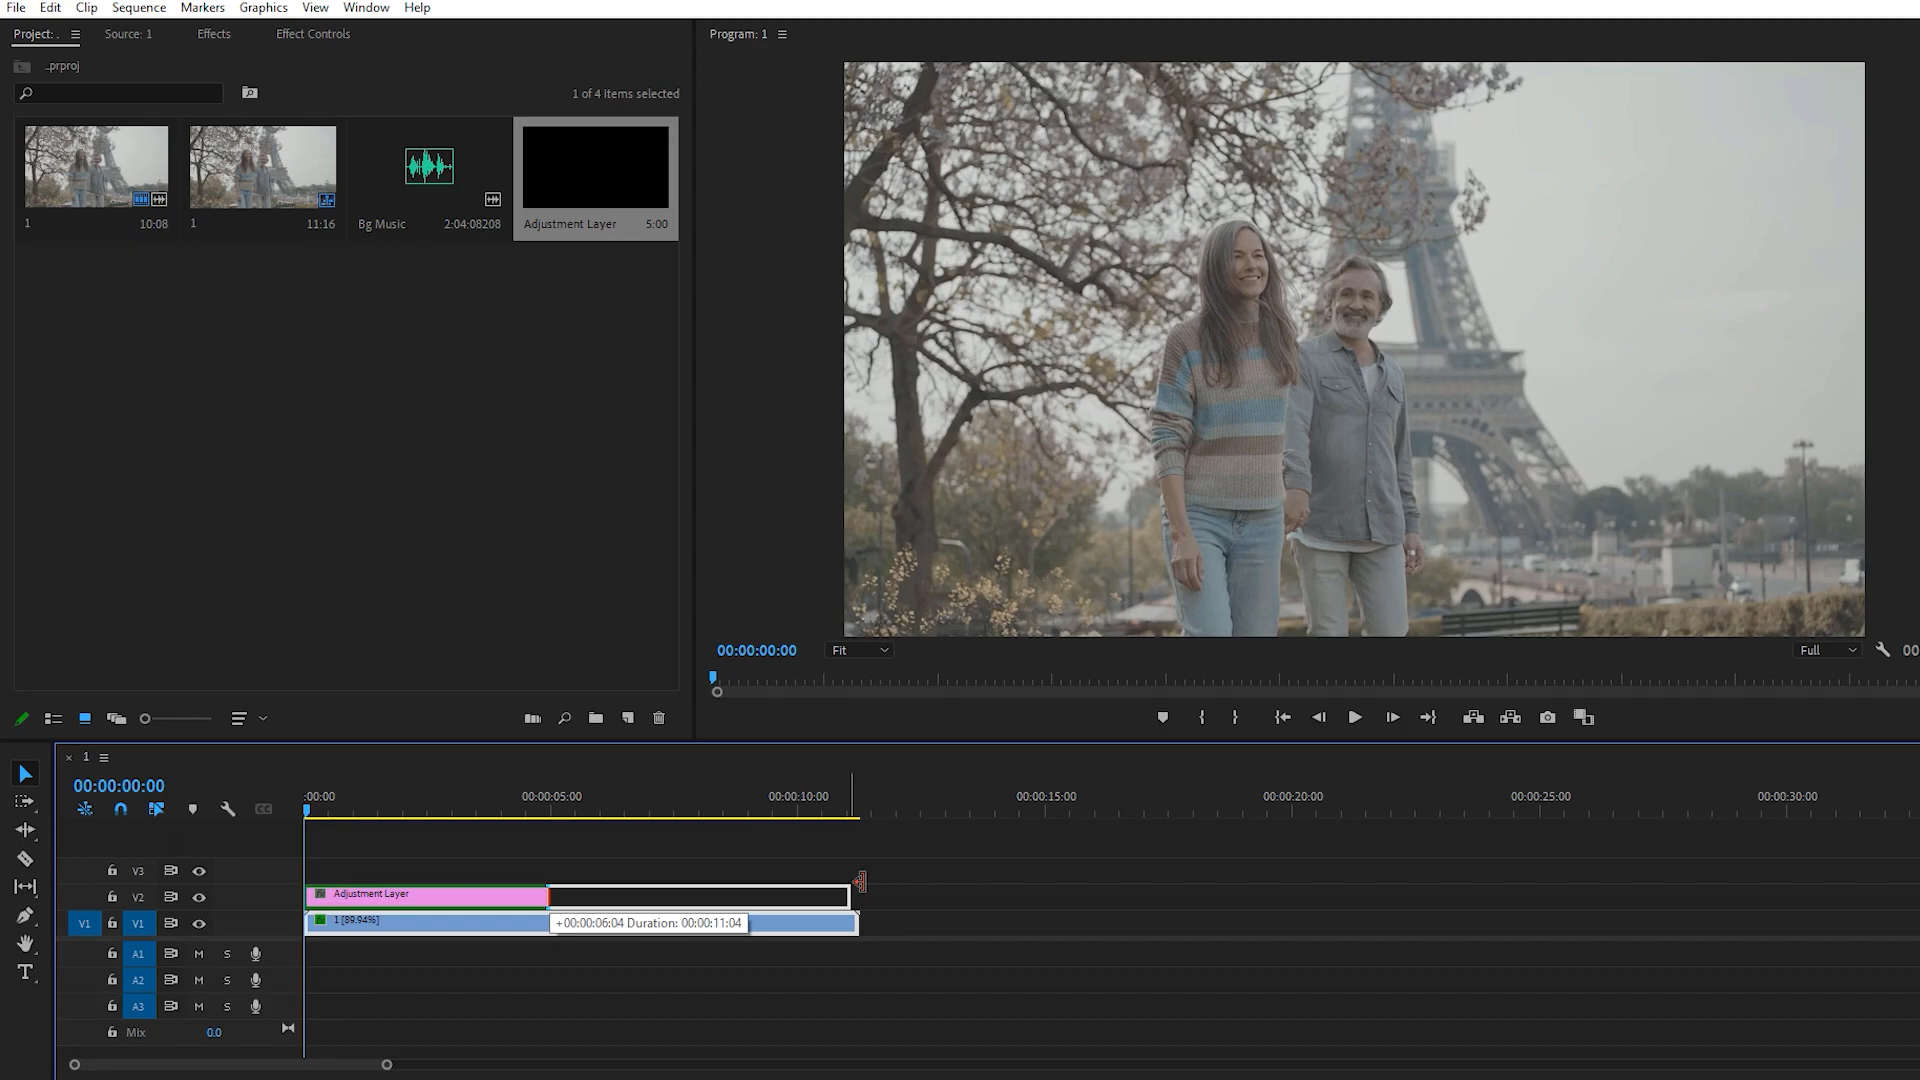 File Edit Clip Sequence Markers Graphics View Window Help
Project: . Source: 1 Effects Effect Controls
_.prproj
1 of 4 items selected
1 10:08
1 11:16
Bg Music 2:04:08208
Adjustment Layer 5:00
Program: 1
00:00:00:00 Fit Full 00
1
00:00:00:00
:00:00 00:00:05:00 00:00:10:00 00:00:15:00 00:00:20:00 00:00:25:00 00:00:30:00
V3
V2 Adjustment Layer
V1 V1 1 [89.94%]
+00:00:06:04 Duration: 00:00:11:04
A1 M S
A2 M S
A3 M S
Mix 0.0